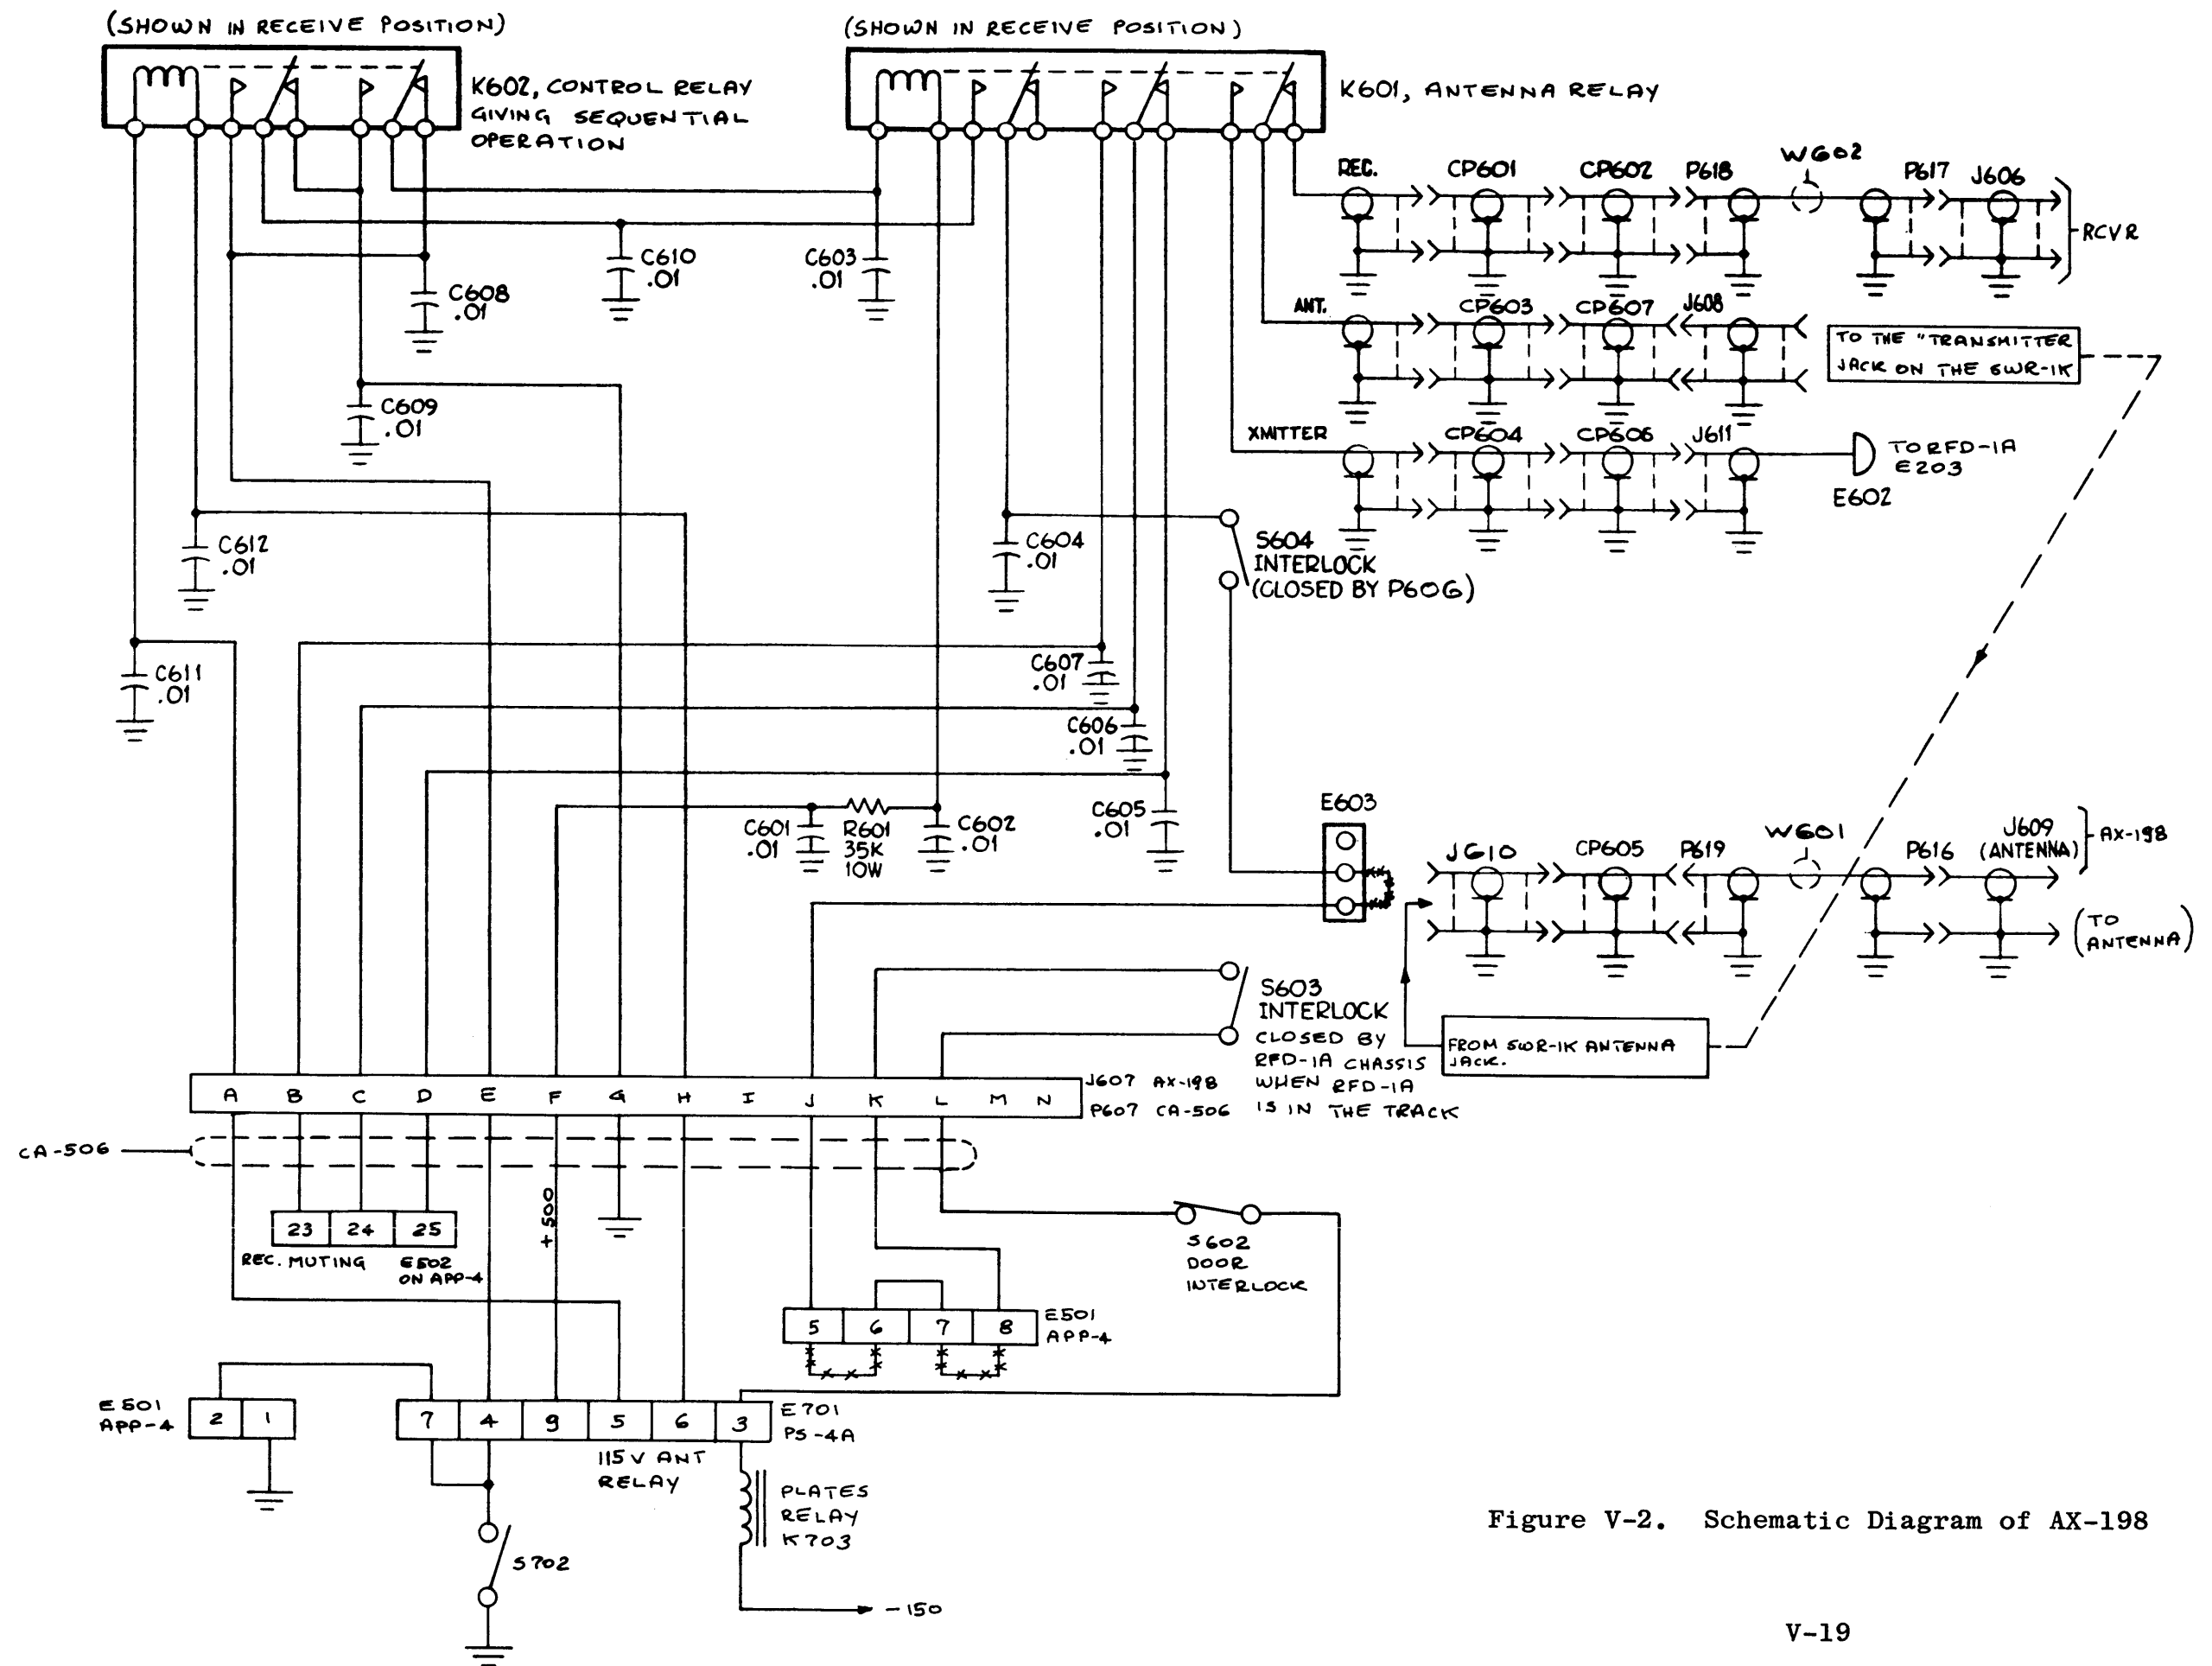 (SHOWN IN RECEIVE POSITION)
(SHOWN IN RECEIVE POSITION)
K602, CONTROL RELAY
GIVING SEQUENTIAL
OPERATION
K601, ANTENNA RELAY
REC.
CP601
CP602
P618
W602
P617
J606
RCVR
C610
.01
C603
.01
C608
.01
ANT.
CP603
CP607
J608
TO THE "TRANSMITTER
JACK ON THE SWR-1K
C609
.01
XMITTER
CP604
CP606
J611
TO RFD-1A
E203
E602
C612
.01
C604
.01
S604
INTERLOCK
(CLOSED BY P606)
C611
.01
C607
.01
C606
.01
C601
.01
R601
35K
10W
C602
.01
C605
.01
E603
J610
CP605
P619
W601
P616
J609
(ANTENNA)
AX-198
(TO
ANTENNA)
S603
INTERLOCK
CLOSED BY
RFD-1A CHASSIS
WHEN RFD-1A
IS IN THE TRACK
FROM SWR-1K ANTENNA
JACK.
A B C D E F G H I J K L M N
J607 AX-198
P607 CA-506
CA-506
23 24 25
REC. MUTING
E502
ON APP-4
+500
S602
DOOR
INTERLOCK
5 6 7 8
E501
APP-4
E501
APP-4
2 1
7 4 9 5 6 3
E701
PS-4A
115V ANT
RELAY
PLATES
RELAY
K703
S702
-150
Figure V-2. Schematic Diagram of AX-198
V-19